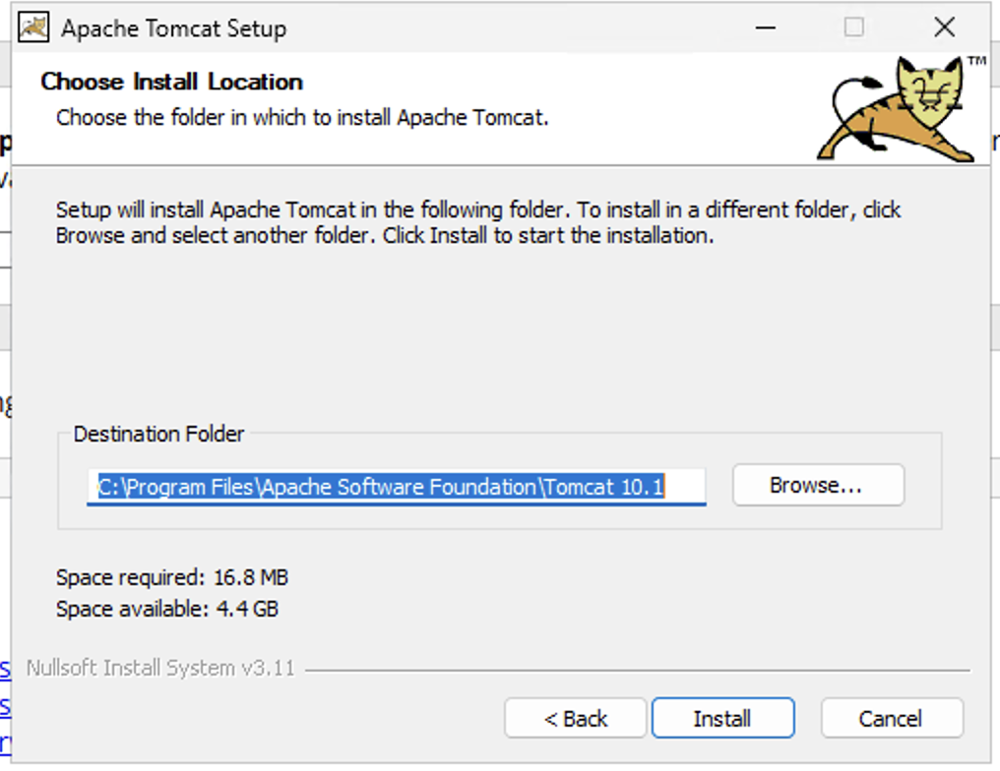 Apache Tomcat Setup
Choose Install Location
Choose the folder in which to install Apache Tomcat.
TM
Setup will install Apache Tomcat in the following folder. To install in a different folder, click
Browse and select another folder. Click Install to start the installation.
Destination Folder
C:\Program Files\Apache Software Foundation\Tomcat 10.1
Browse...
Space required: 16.8 MB
Space available: 4.4 GB
Nullsoft Install System v3.11
< Back
Install
Cancel